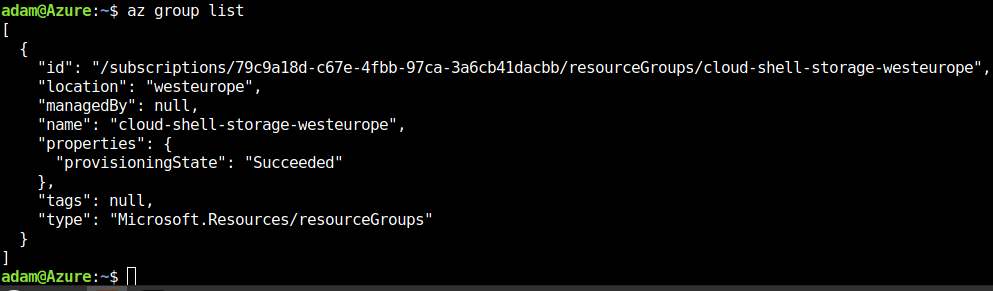 adam@Azure:~$ az group list
[
  {
    "id": "/subscriptions/79c9a18d-c67e-4fbb-97ca-3a6cb41dacbb/resourceGroups/cloud-shell-storage-westeurope",
    "location": "westeurope",
    "managedBy": null,
    "name": "cloud-shell-storage-westeurope",
    "properties": {
      "provisioningState": "Succeeded"
    },
    "tags": null,
    "type": "Microsoft.Resources/resourceGroups"
  }
]
adam@Azure:~$